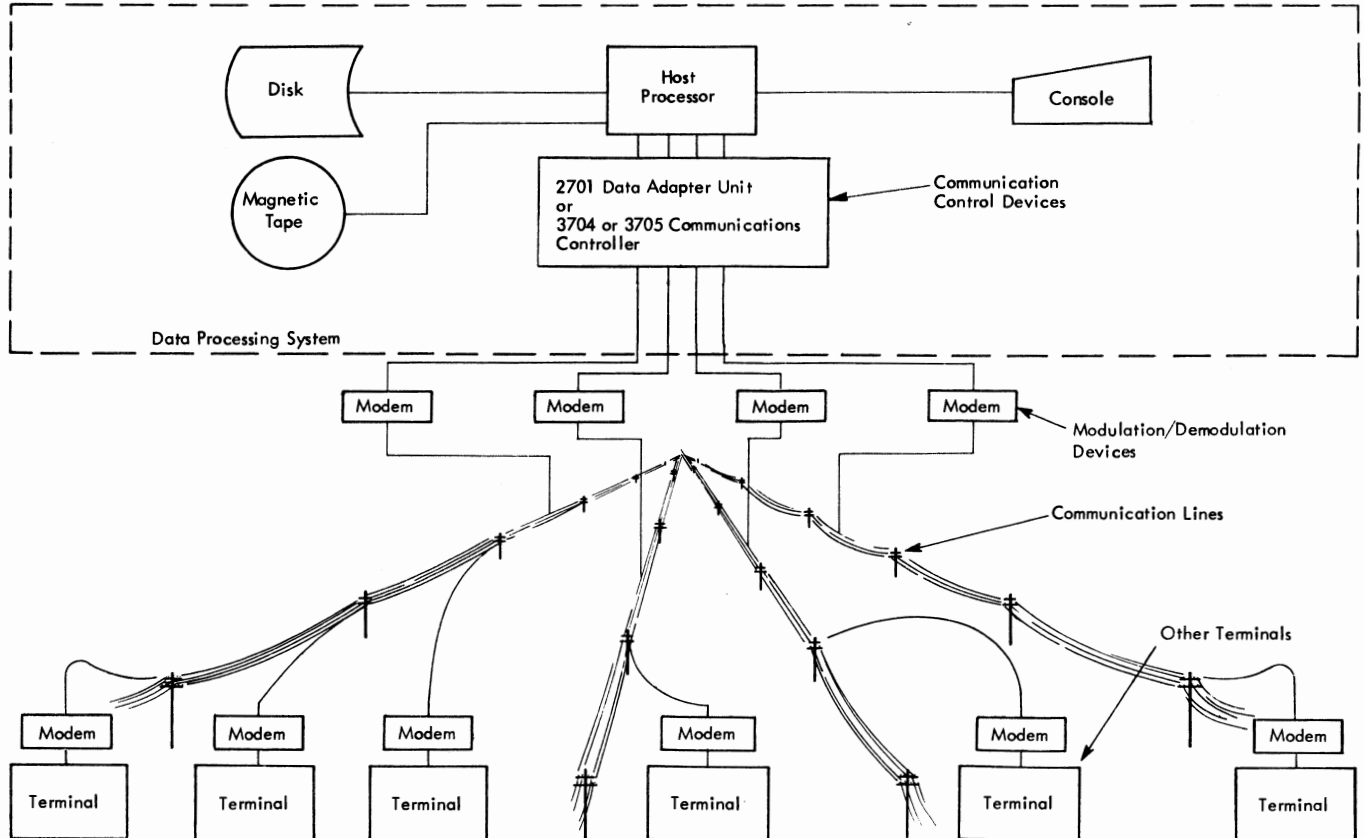 Disk
Host
Processor
Console
Magnetic
Tape
2701 Data Adapter Unit
or
3704 or 3705 Communications
Controller
Communication
Control Devices
Data Processing System
Modem
Modem
Modem
Modem
Modulation/Demodulation
Devices
Communication Lines
Other Terminals
Modem
Modem
Modem
Modem
Modem
Modem
Terminal
Terminal
Terminal
Terminal
Terminal
Terminal